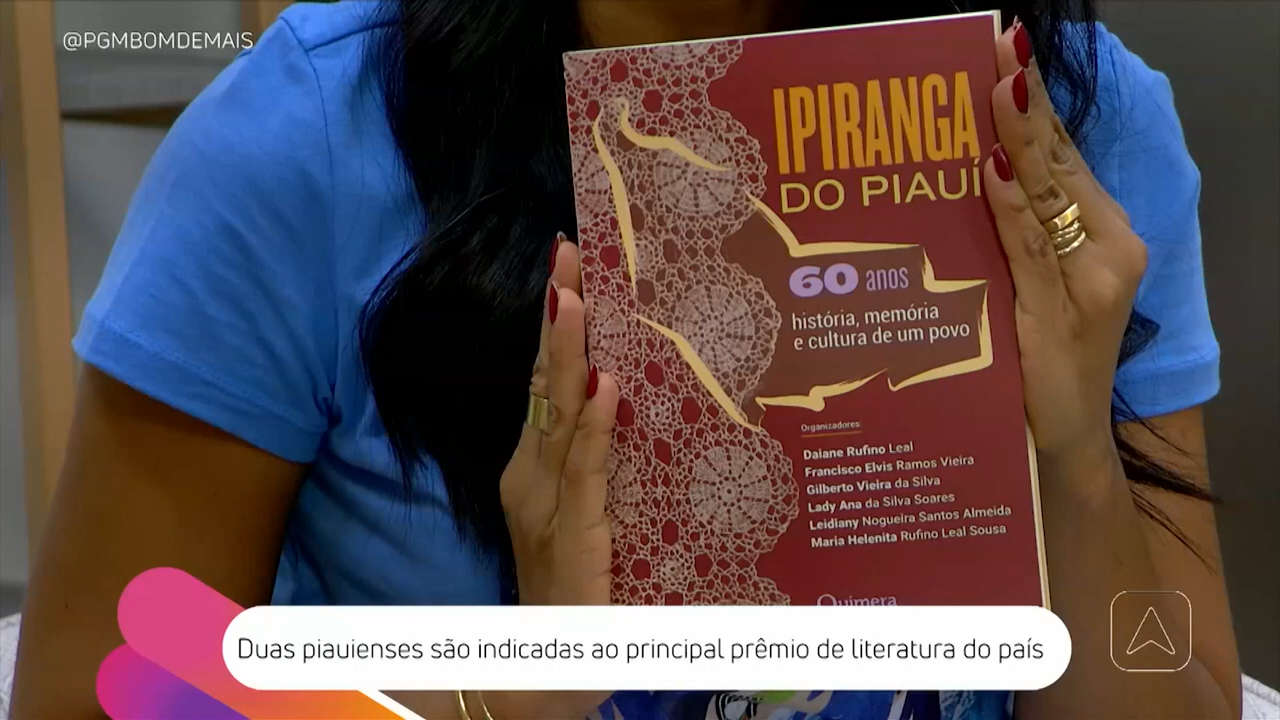 @PGMBOMDEMAIS
IPIRANGA
DO PIAUÍ
60 anos
história, memória
e cultura de um povo
Organizadores:
Daiane Rufino Leal
Francisco Elvis Ramos Vieira
Gilberto Vieira da Silva
Lady Ana da Silva Soares
Leidiany Nogueira Santos Almeida
Maria Helenita Rufino Leal Sousa
Quimera
Duas piauienses são indicadas ao principal prêmio de literatura do país